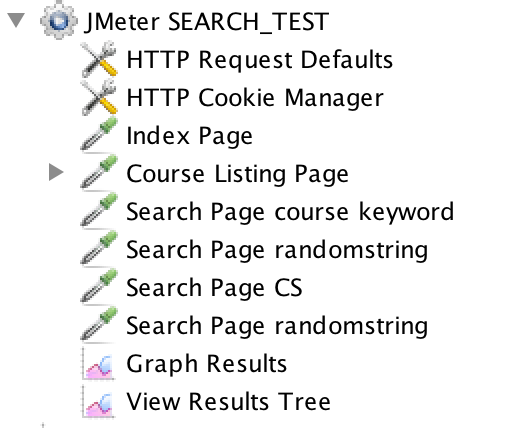 JMeter SEARCH_TEST
HTTP Request Defaults
HTTP Cookie Manager
Index Page
Course Listing Page
Search Page course keyword
Search Page randomstring
Search Page CS
Search Page randomstring
Graph Results
View Results Tree